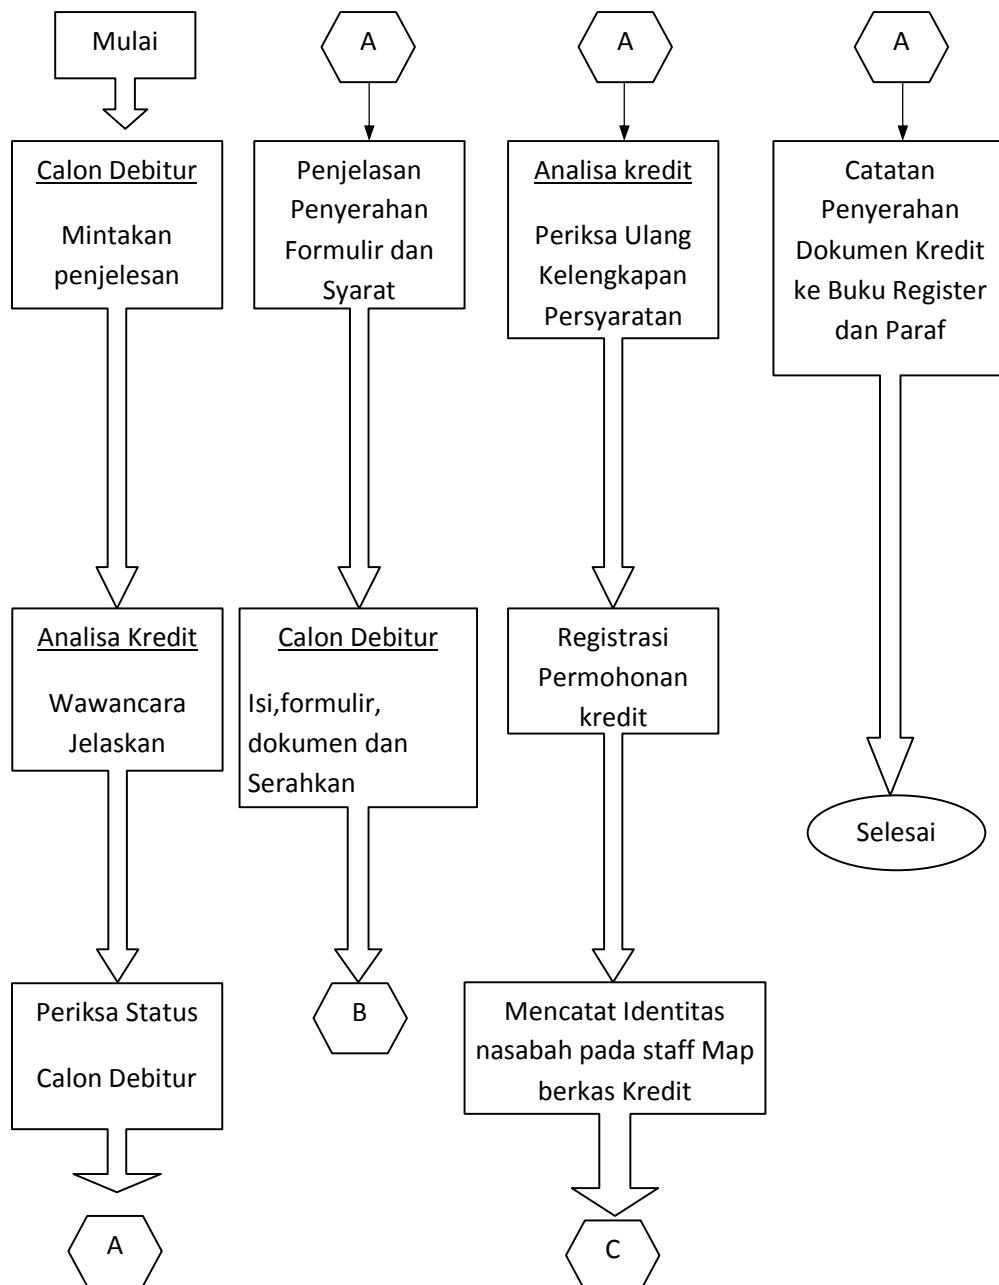 Mulai
Calon Debitur
Mintakan
penjelesan
Analisa Kredit
Wawancara
Jelaskan
Periksa Status
Calon Debitur
A
A
Penjelasan
Penyerahan
Formulir dan
Syarat
Calon Debitur
Isi,formulir,
dokumen dan
Serahkan
B
A
Analisa kredit
Periksa Ulang
Kelengkapan
Persyaratan
Registrasi
Permohonan
kredit
Mencatat Identitas
nasabah pada staff Map
berkas Kredit
C
A
Catatan
Penyerahan
Dokumen Kredit
ke Buku Register
dan Paraf
Selesai